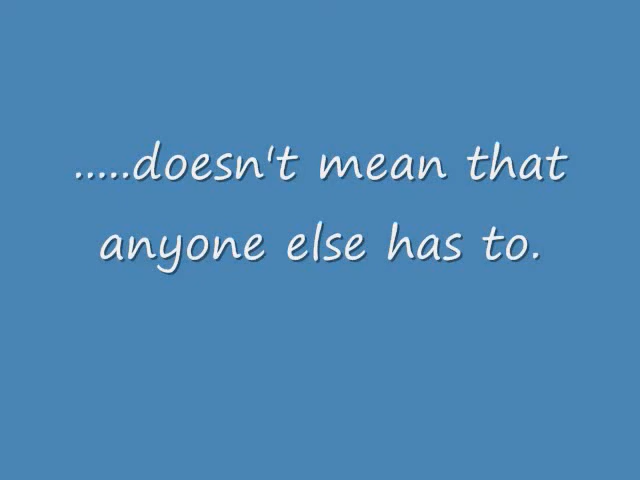 .....doesn't mean that
anyone else has to.